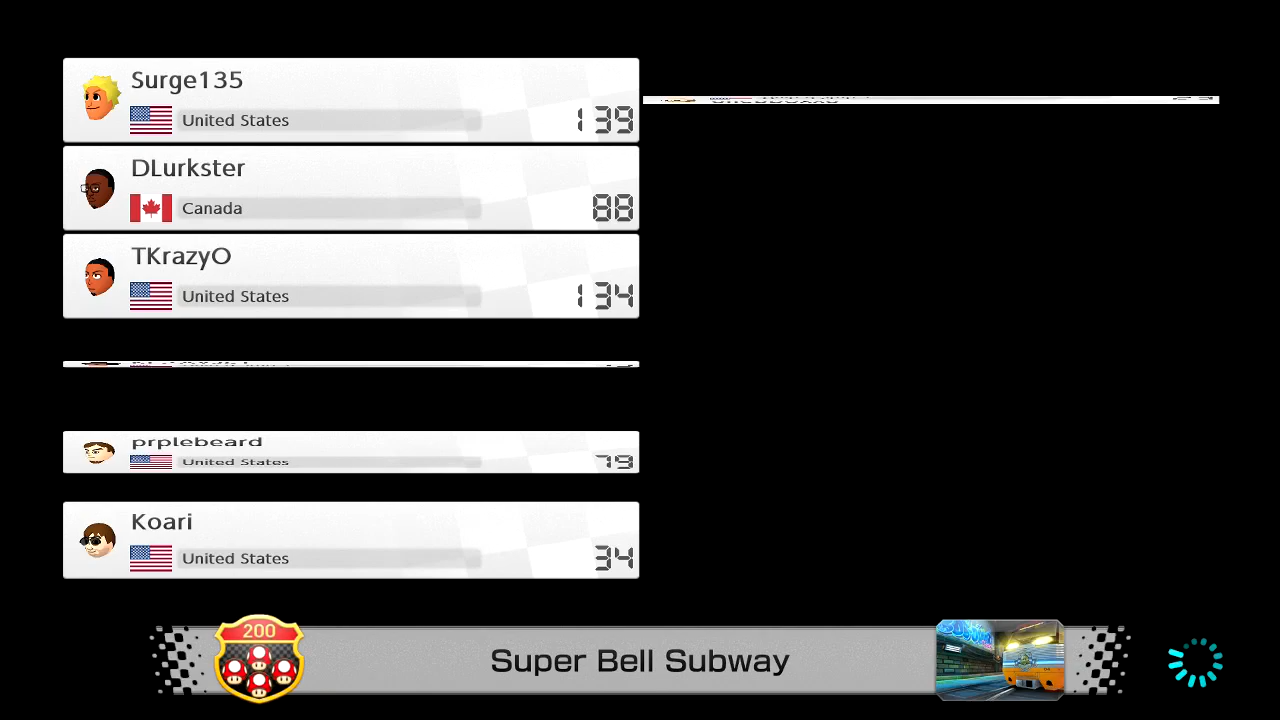 Surge135
United States
139
DLurkster
Canada
88
TKrazyO
United States
134
prplebeard
United States
79
Koari
United States
34
200
Super Bell Subway